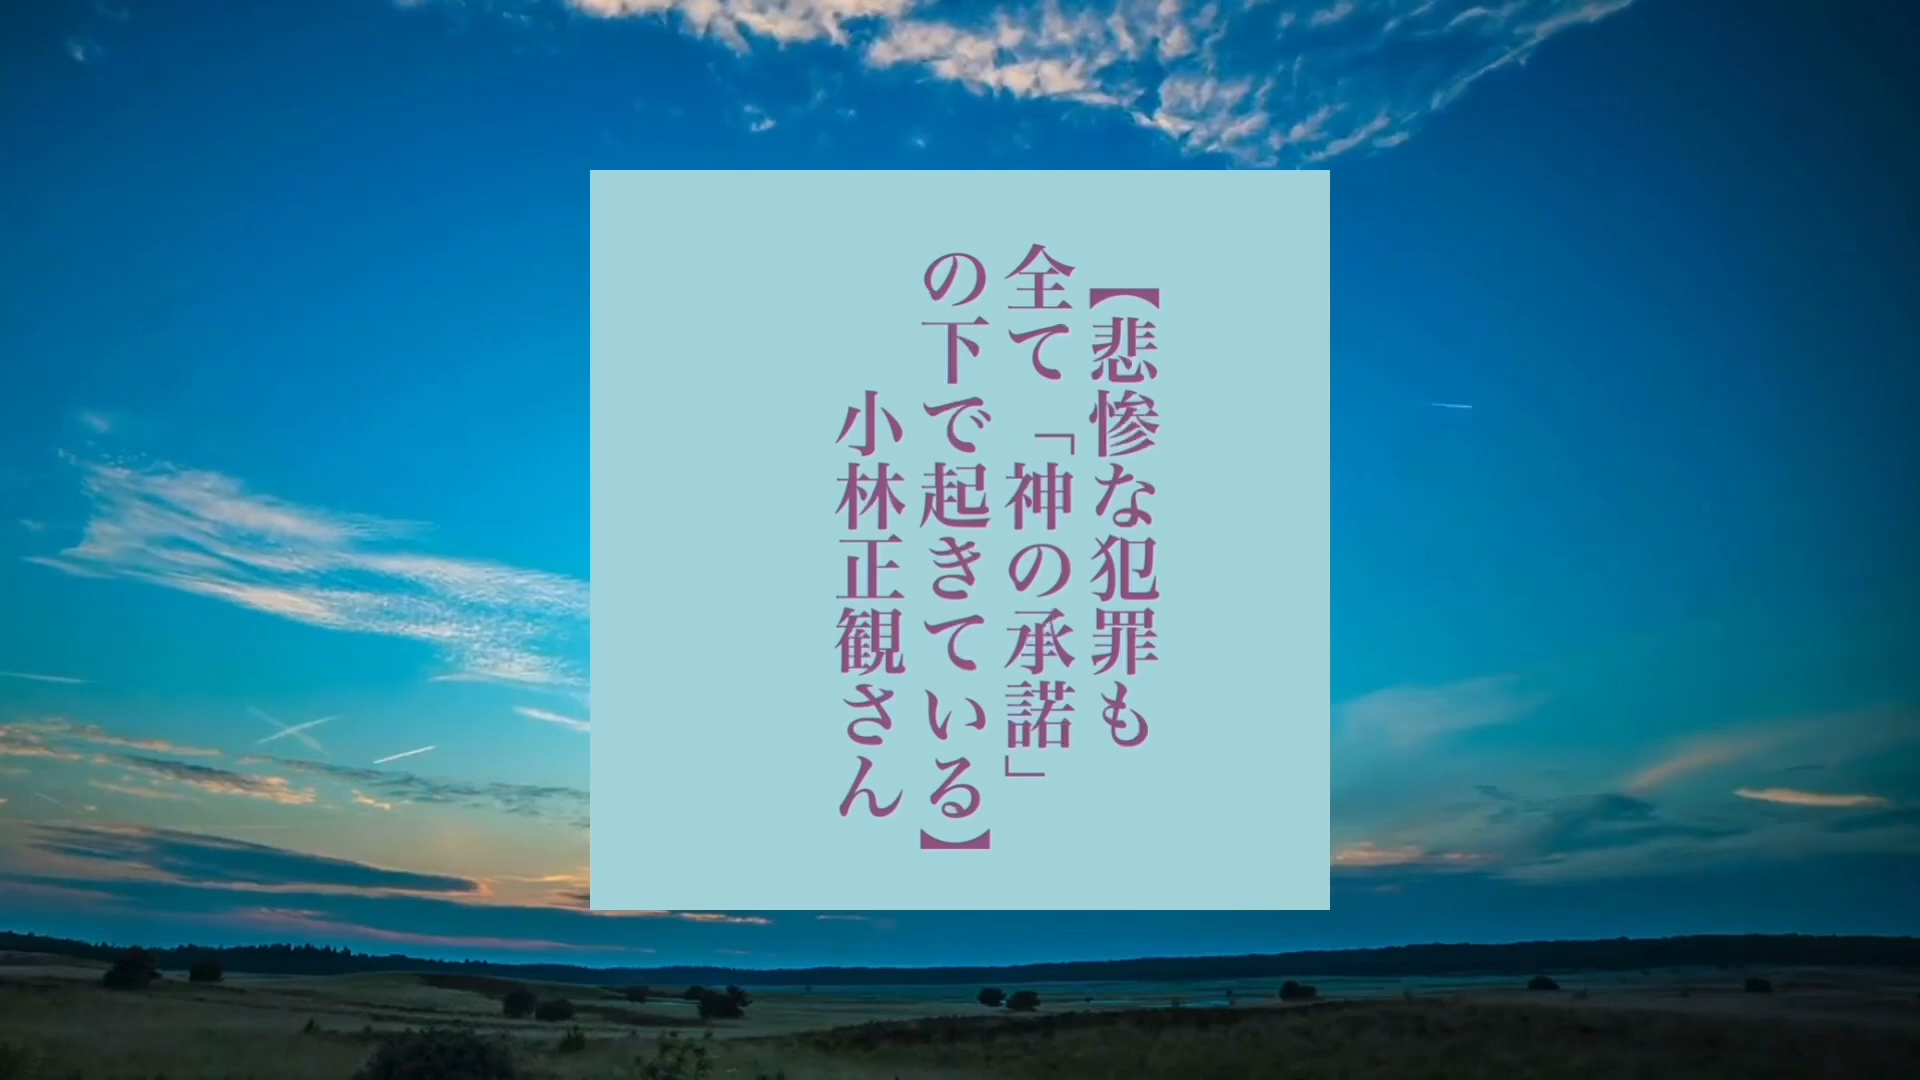 【悲惨な犯罪も
全て「神の承諾」
の下で起きている】
小林正観さん